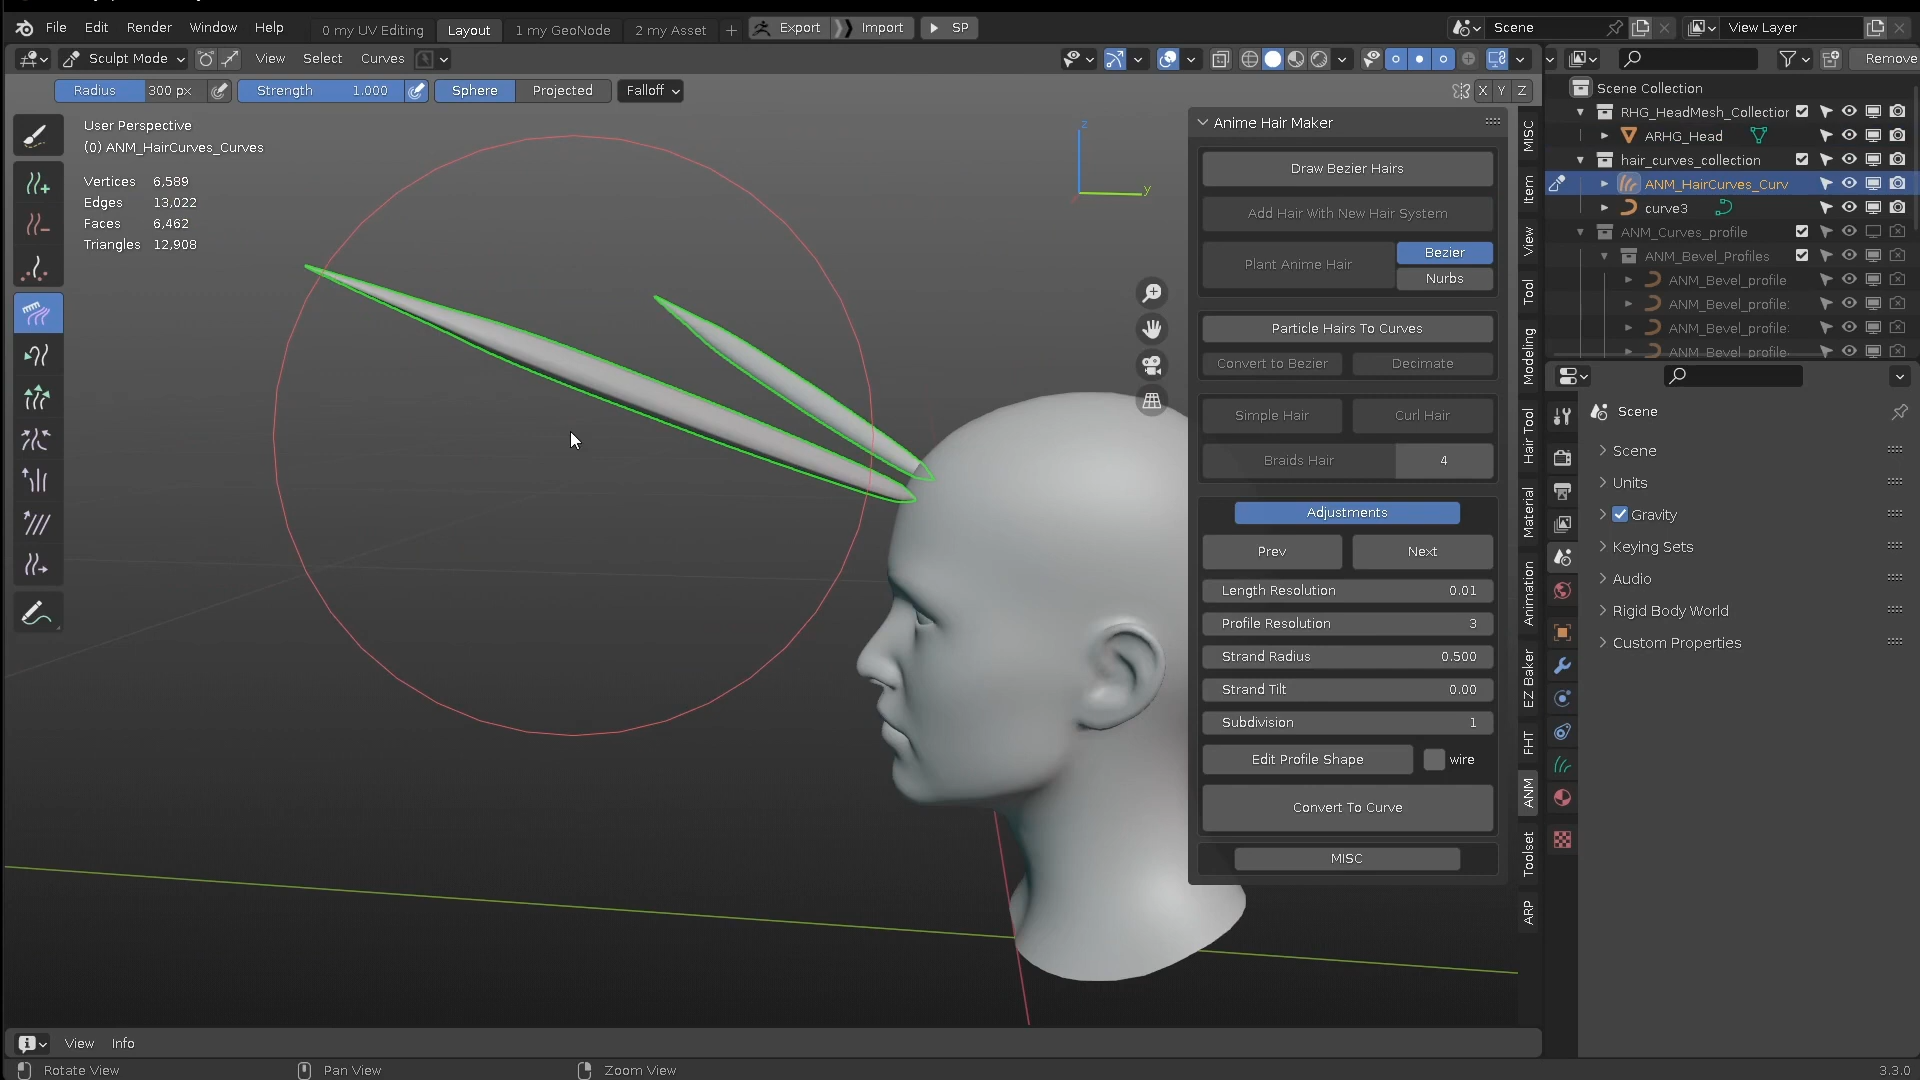 File Edit Render Window Help 0 my UV Editing Layout 1 my GeoNode 2 my Asset + Export Import SP Scene View Layer
Sculpt Mode View Select Curves Remove
Radius 300 px Strength 1.000 Sphere Projected Falloff X Y Z
Scene Collection
RHG_HeadMesh_Collection
ARHG_Head
hair_curves_collection
ANM_HairCurves_Curv
curve3
ANM_Curves_profile
ANM_Bevel_Profiles
ANM_Bevel_profile
ANM_Bevel_profile:
ANM_Bevel_profile:
ANM_Bevel_profile
User Perspective
(0) ANM_HairCurves_Curves
Vertices 6,589
Edges 13,022
Faces 6,462
Triangles 12,908
z
y
Anime Hair Maker
Draw Bezier Hairs
Add Hair With New Hair System
Plant Anime Hair Bezier
Nurbs
Particle Hairs To Curves
Convert to Bezier Decimate
Simple Hair Curl Hair
Braids Hair 4
Adjustments
Prev Next
Length Resolution 0.01
Profile Resolution 3
Strand Radius 0.500
Strand Tilt 0.00
Subdivision 1
Edit Profile Shape wire
Convert To Curve
MISC
MISC
Item
View
Tool
Modeling
Hair Tool
Material
Animation
EZ Baker
FHT
ANM
Toolset
ARP
Scene
Scene
Units
Gravity
Keying Sets
Audio
Rigid Body World
Custom Properties
View Info
Rotate View Pan View Zoom View 3.3.0